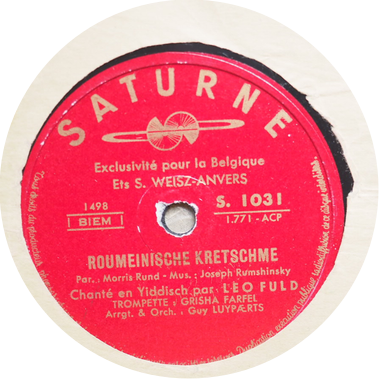 SATURNE
Exclusivité pour la Belgique
Ets S. WEISZ-ANVERS
1498
BIEM
S. 1031
1.771 - ACP
ROUMEINISCHE KRETSCHME
Par.: Morris Rund - Mus.: Joseph Rumshinsky
Chanté en Yiddisch par LEO FULD
TROMPETTE : GRISHA FARFEL
Arrgt. & Orch. : Guy LUYPÆRTS